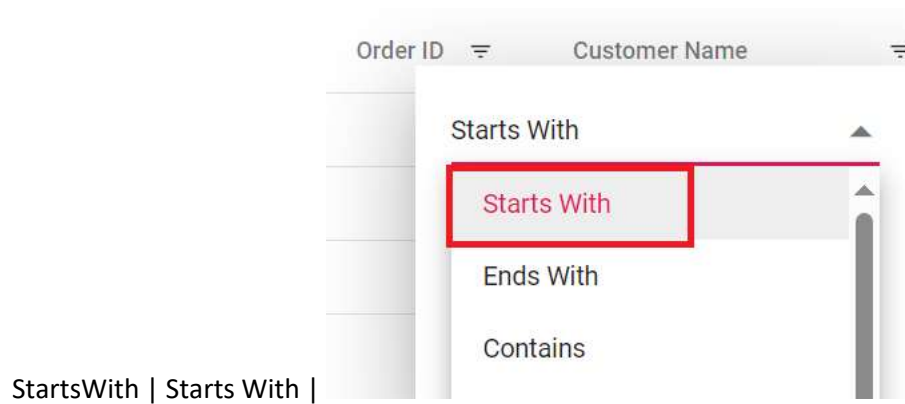 Order ID Customer Name
Starts With
Starts With
Ends With
Contains
StartsWith | Starts With |